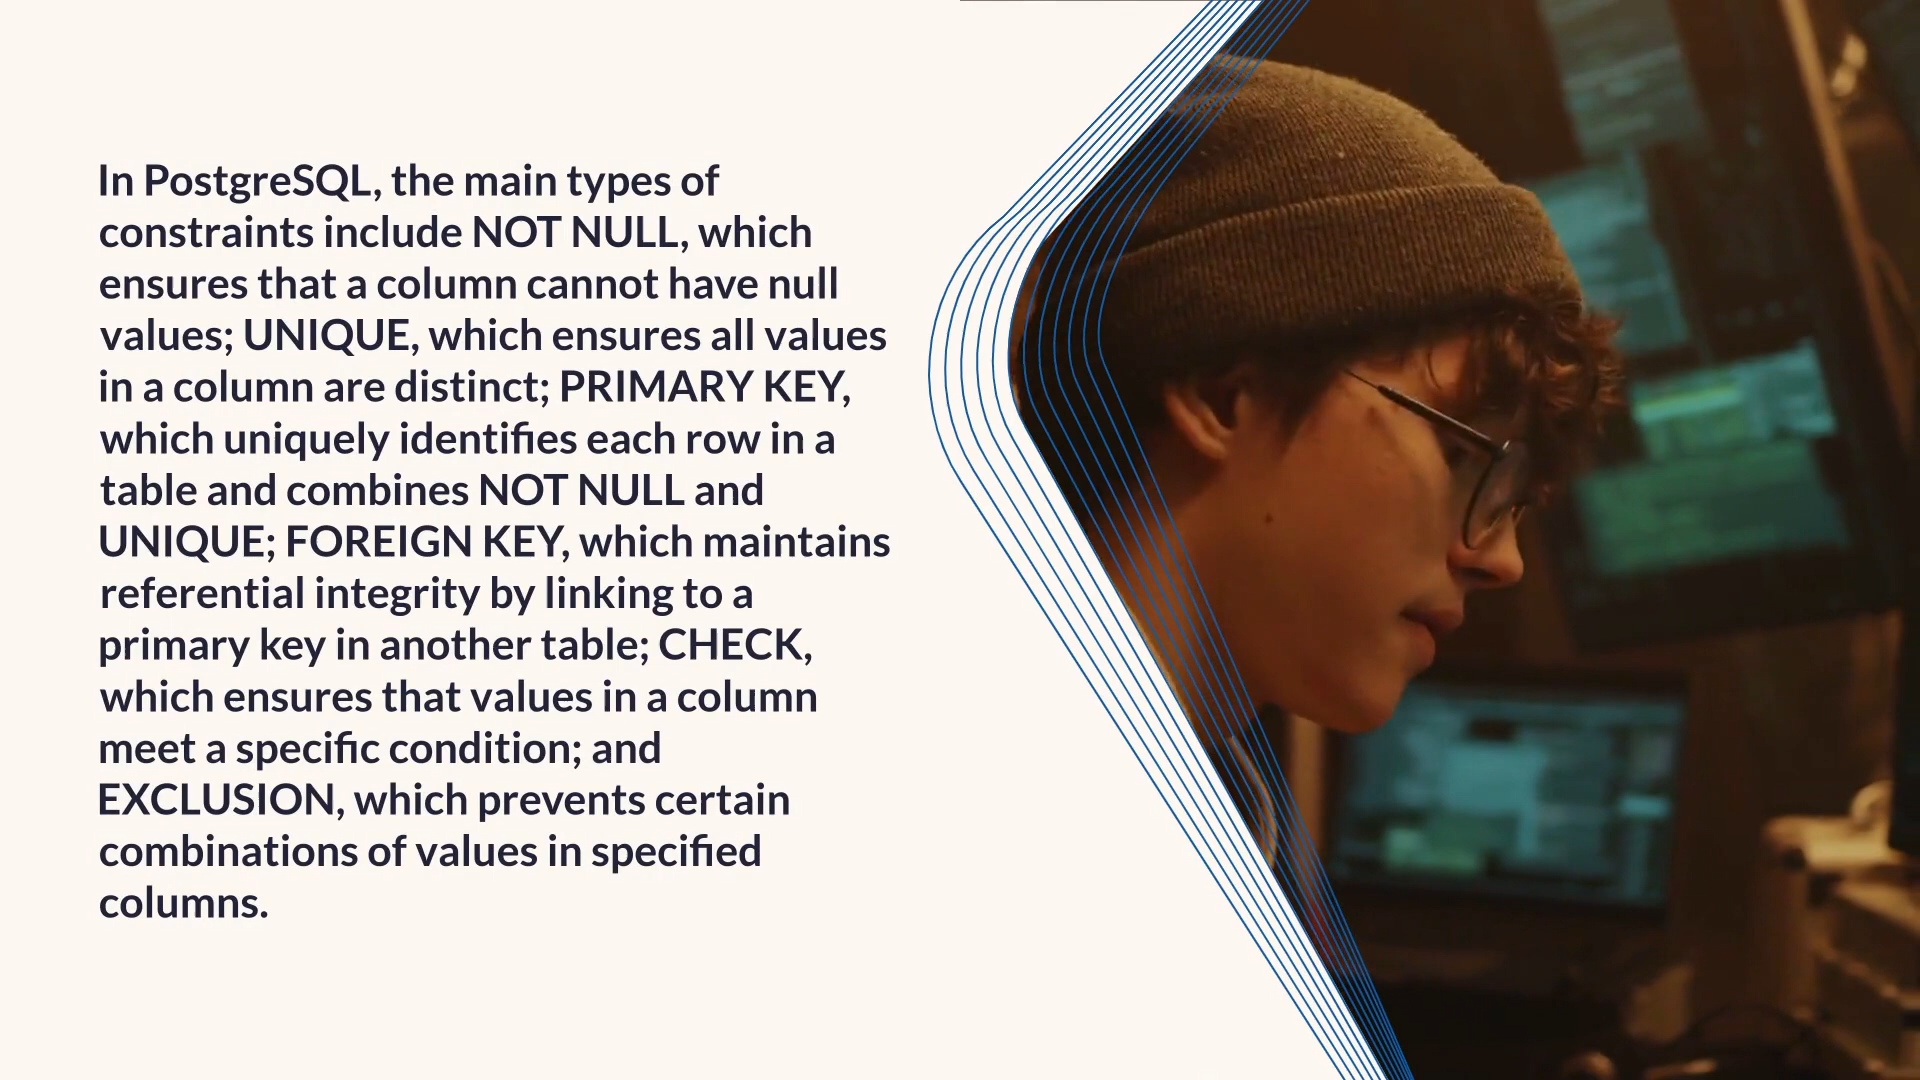 In PostgreSQL, the main types of
constraints include NOT NULL, which
ensures that a column cannot have null
values; UNIQUE, which ensures all values
in a column are distinct; PRIMARY KEY,
which uniquely identifies each row in a
table and combines NOT NULL and
UNIQUE; FOREIGN KEY, which maintains
referential integrity by linking to a
primary key in another table; CHECK,
which ensures that values in a column
meet a specific condition; and
EXCLUSION, which prevents certain
combinations of values in specified
columns.